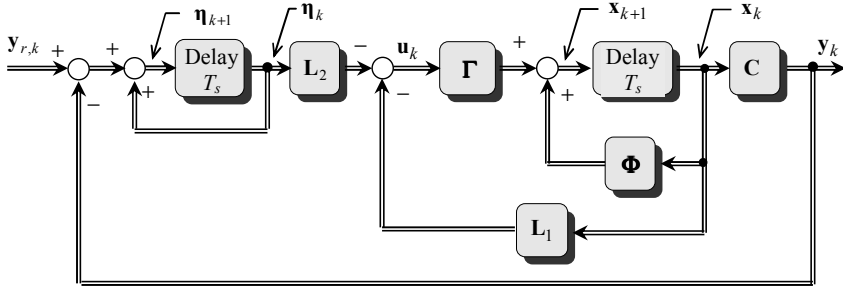 y_{r,k}
+
−
+
+
η_{k+1}
Delay
T_s
η_k
L_2
−
u_k
−
Γ
+
+
x_{k+1}
Delay
T_s
x_k
C
y_k
Φ
L_1